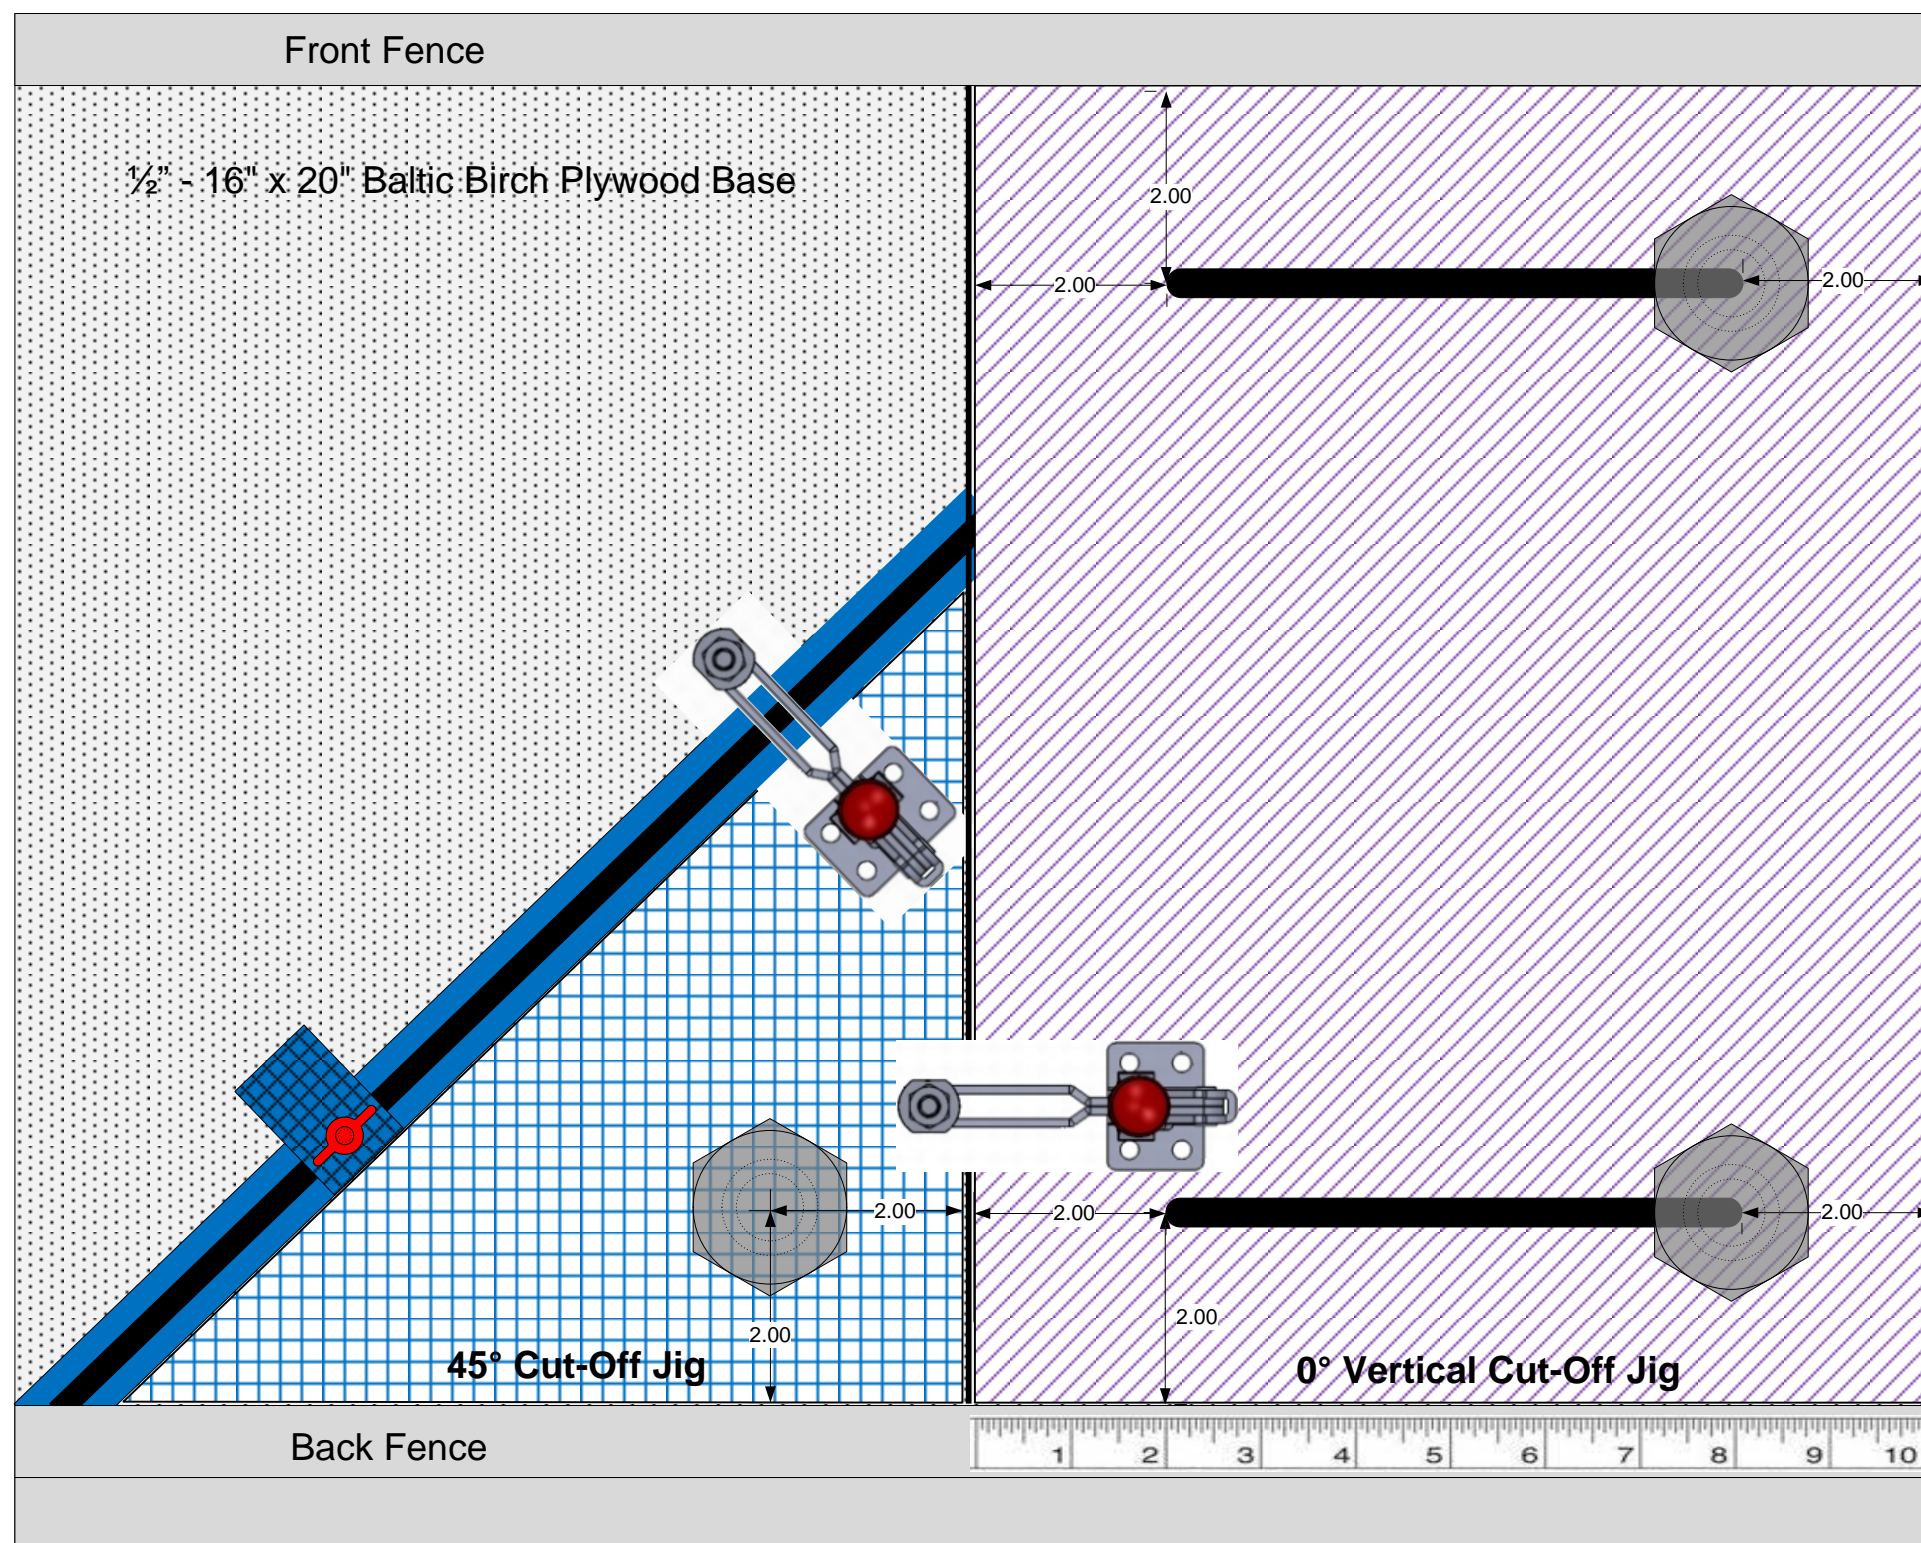 Front Fence
½" - 16" x 20" Baltic Birch Plywood Base
2.00
2.00
2.00
2.00
2.00
2.00
2.00
2.00
45° Cut-Off Jig
0° Vertical Cut-Off Jig
Back Fence
1 2 3 4 5 6 7 8 9 10